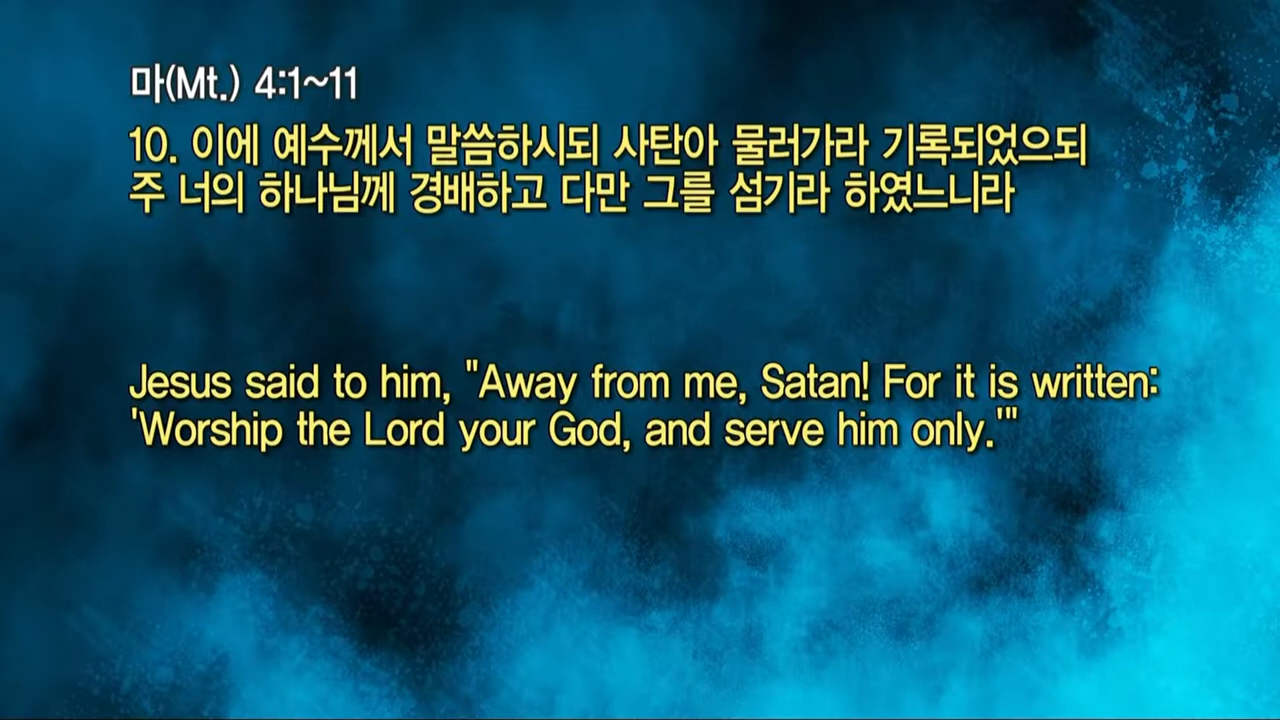 마(Mt.) 4:1~11
10. 이에 예수께서 말씀하시되 사탄아 물러가라 기록되었으되
주 너의 하나님께 경배하고 다만 그를 섬기라 하였느니라
Jesus said to him, "Away from me, Satan! For it is written:
'Worship the Lord your God, and serve him only.'"